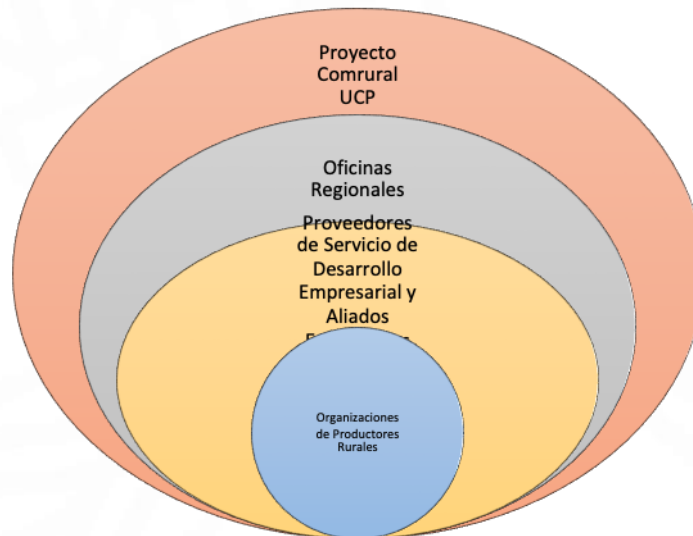 Proyecto
Comrural
UCP
Oficinas
Regionales
Proveedores
de Servicio de
Desarrollo
Empresarial y
Aliados
Organizaciones
de Productores
Rurales